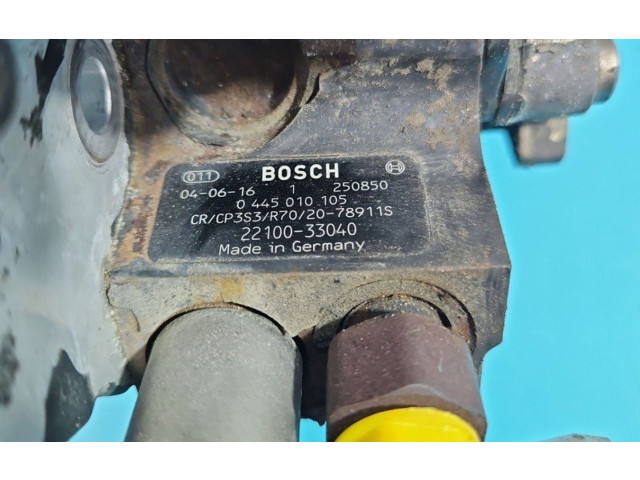 011 BOSCH
04-06-16 1 250850
0 445 010 105
CR/CP3S3/R70/20-78911S
22100-33040
Made in Germany